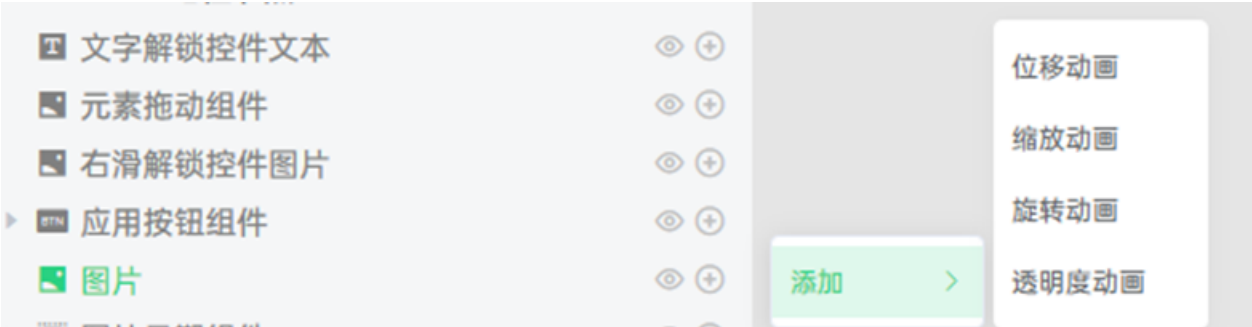 文字解锁控件文本
元素拖动组件
右滑解锁控件图片
BTN 应用按钮组件
图片
添加
位移动画
缩放动画
旋转动画
透明度动画